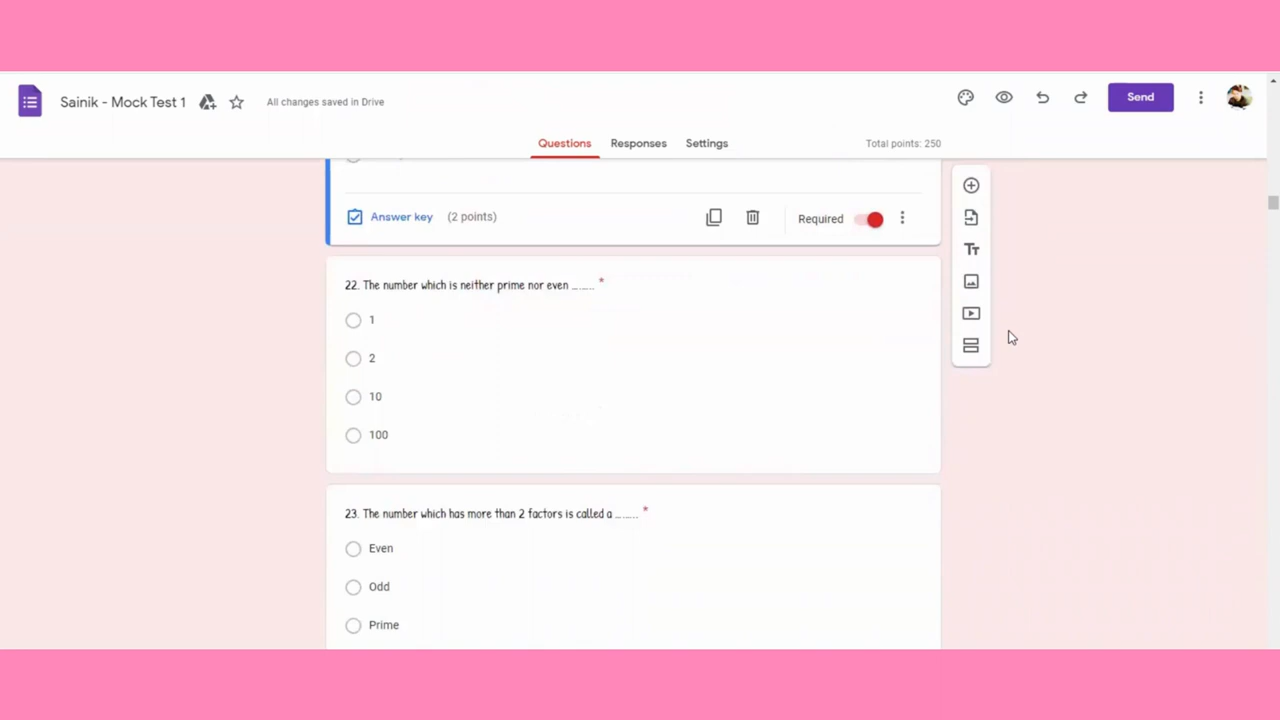 Sainik - Mock Test 1
All changes saved in Drive
Send
Questions
Responses
Settings
Total points: 250
Answer key
(2 points)
Required
Tт
22. The number which is neither prime nor even ........ *
1
2
10
100
23. The number which has more than 2 factors is called a ........ *
Even
Odd
Prime